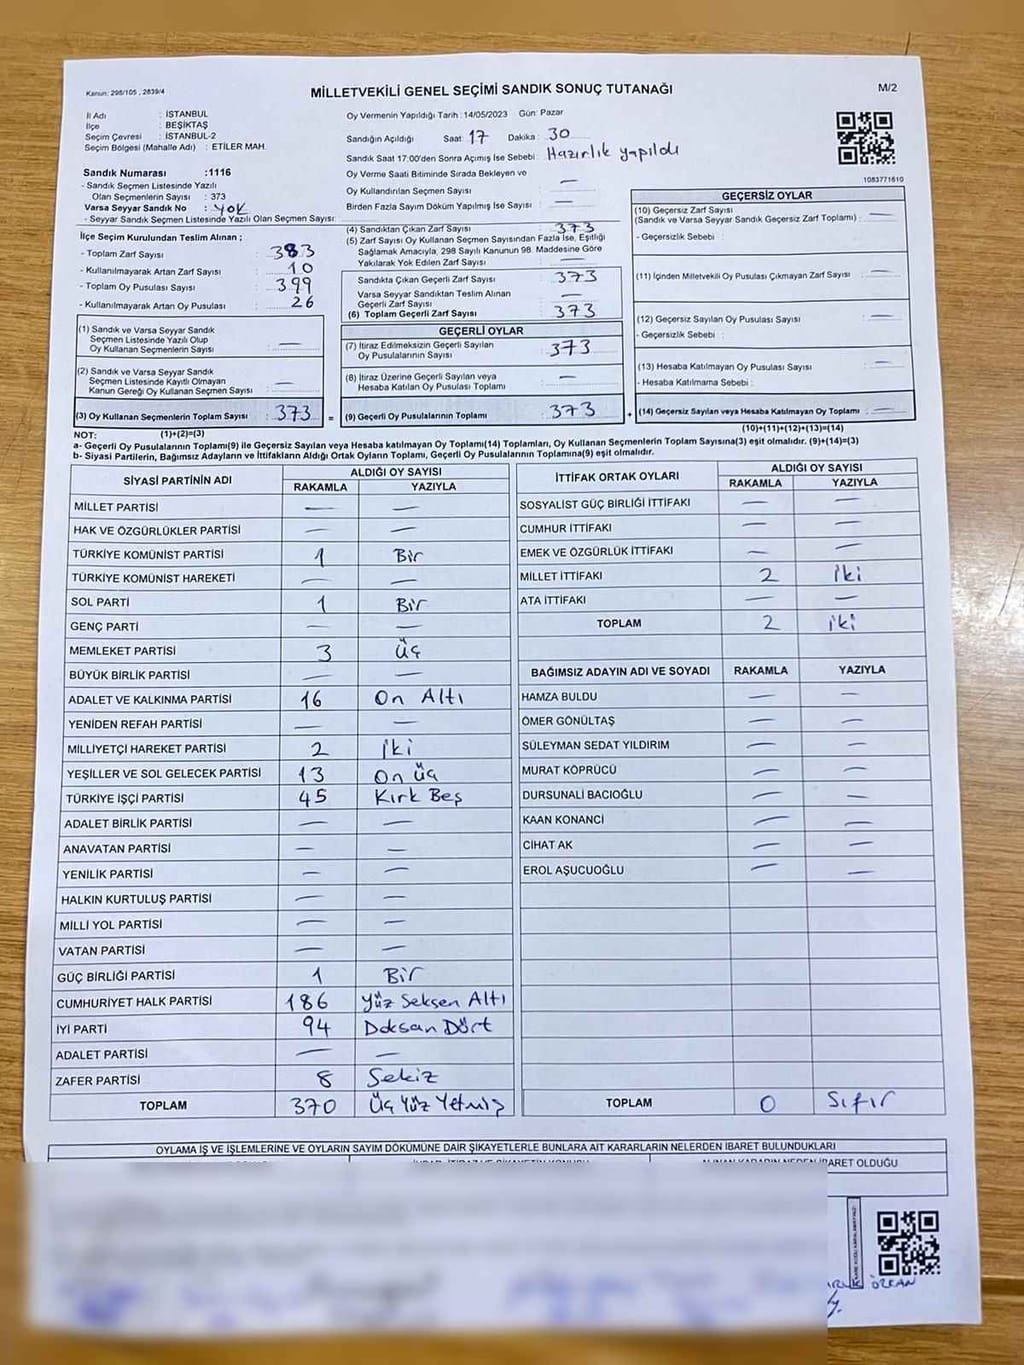 Kanun: 298/105 , 2839/4
MİLLETVEKİLİ GENEL SEÇİMİ SANDIK SONUÇ TUTANAĞI
M/2
İl Adı : İSTANBUL
İlçe : BEŞİKTAŞ
Seçim Çevresi : İSTANBUL-2
Seçim Bölgesi (Mahalle Adı) : ETİLER MAH.
Sandık Numarası :1116
- Sandık Seçmen Listesinde Yazılı
Olan Seçmenlerin Sayısı : 373
Varsa Seyyar Sandık No : YOK
- Seyyar Sandık Seçmen Listesinde Yazılı Olan Seçmen Sayısı:
Oy Vermenin Yapıldığı Tarih :14/05/2023 Gün: Pazar
Sandığın Açıldığı Saat: 17 Dakika : 30
Sandık Saat 17:00'den Sonra Açımış İse Sebebi: Hazırlık yapıldı
Oy Verme Saati Bitiminde Sırada Bekleyen ve
Oy Kullandırılan Seçmen Sayısı : —
Birden Fazla Sayım Döküm Yapılmış İse Sayısı : —
1083771610
İlçe Seçim Kurulundan Teslim Alınan ;
- Toplam Zarf Sayısı : 383
- Kullanılmayarak Artan Zarf Sayısı : 10
- Toplam Oy Pusulası Sayısı : 399
- Kullanılmayarak Artan Oy Pusulası : 26
(4) Sandıktan Çıkan Zarf Sayısı : 373
(5) Zarf Sayısı Oy Kullanan Seçmen Sayısından Fazla İse, Eşitliği
Sağlamak Amacıyla, 298 Sayılı Kanunun 98. Maddesine Göre
Yakılarak Yok Edilen Zarf Sayısı : —
Sandıkta Çıkan Geçerli Zarf Sayısı : 373
Varsa Seyyar Sandıktan Teslim Alınan
Geçerli Zarf Sayısı : —
(6) Toplam Geçerli Zarf Sayısı : 373
GEÇERSİZ OYLAR
(10) Geçersiz Zarf Sayısı
(Sandık ve Varsa Seyyar Sandık Geçersiz Zarf Toplamı) : —
- Geçersizlik Sebebi :
(11) İçinden Milletvekili Oy Pusulası Çıkmayan Zarf Sayısı : —
(12) Geçersiz Sayılan Oy Pusulası Sayısı : —
- Geçersizlik Sebebi :
(13) Hesaba Katılmayan Oy Pusulası Sayısı : —
- Hesaba Katılmama Sebebi :
(14) Geçersiz Sayılan veya Hesaba Katılmayan Oy Toplamı : —
(10)+(11)+(12)+(13)=(14)
(1) Sandık ve Varsa Seyyar Sandık
Seçmen Listesinde Yazılı Olup
Oy Kullanan Seçmenlerin Sayısı : —
(2) Sandık ve Varsa Seyyar Sandık
Seçmen Listesinde Kayıtlı Olmayan
Kanun Gereği Oy Kullanan Seçmen Sayısı : —
(3) Oy Kullanan Seçmenlerin Toplam Sayısı : 373 =
(1)+(2)=(3)
GEÇERLİ OYLAR
(7) İtiraz Edilmeksizin Geçerli Sayılan
Oy Pusulalarının Sayısı : 373
(8) İtiraz Üzerine Geçerli Sayılan veya
Hesaba Katılan Oy Pusulası Toplamı : —
(9) Geçerli Oy Pusulalarının Toplamı : 373 +
NOT:
a- Geçerli Oy Pusulalarının Toplamı(9) ile Geçersiz Sayılan veya Hesaba katılmayan Oy Toplamı(14) Toplamları, Oy Kullanan Seçmenlerin Toplam Sayısına(3) eşit olmalıdır. (9)+(14)=(3)
b- Siyasi Partilerin, Bağımsız Adayların ve İttifakların Aldığı Ortak Oyların Toplamı, Geçerli Oy Pusulalarının Toplamına(9) eşit olmalıdır.
SİYASİ PARTİNİN ADI ALDIĞI OY SAYISI
RAKAMLA YAZIYLA
MİLLET PARTİSİ — —
HAK VE ÖZGÜRLÜKLER PARTİSİ — —
TÜRKİYE KOMÜNİST PARTİSİ 1 Bir
TÜRKİYE KOMÜNİST HAREKETİ — —
SOL PARTİ 1 Bir
GENÇ PARTİ — —
MEMLEKET PARTİSİ 3 Üç
BÜYÜK BİRLİK PARTİSİ — —
ADALET VE KALKINMA PARTİSİ 16 On Altı
YENİDEN REFAH PARTİSİ — —
MİLLİYETÇİ HAREKET PARTİSİ 2 iki
YEŞİLLER VE SOL GELECEK PARTİSİ 13 On üç
TÜRKİYE İŞÇİ PARTİSİ 45 Kırk Beş
ADALET BİRLİK PARTİSİ — —
ANAVATAN PARTİSİ — —
YENİLİK PARTİSİ — —
HALKIN KURTULUŞ PARTİSİ — —
MİLLİ YOL PARTİSİ — —
VATAN PARTİSİ — —
GÜÇ BİRLİĞİ PARTİSİ 1 Bir
CUMHURİYET HALK PARTİSİ 186 Yüz Seksen Altı
İYİ PARTİ 94 Doksan Dört
ADALET PARTİSİ — —
ZAFER PARTİSİ 8 Sekiz
TOPLAM 370 Üç Yüz Yetmiş
İTTİFAK ORTAK OYLARI ALDIĞI OY SAYISI
RAKAMLA YAZIYLA
SOSYALİST GÜÇ BİRLİĞİ İTTİFAKI — —
CUMHUR İTTİFAKI — —
EMEK VE ÖZGÜRLÜK İTTİFAKI — —
MİLLET İTTİFAKI 2 iki
ATA İTTİFAKI — —
TOPLAM 2 iki
BAĞIMSIZ ADAYIN ADI VE SOYADI RAKAMLA YAZIYLA
HAMZA BULDU — —
ÖMER GÖNÜLTAŞ — —
SÜLEYMAN SEDAT YILDIRIM — —
MURAT KÖPRÜCÜ — —
DURSUNALİ BACIOĞLU — —
KAAN KONANCİ — —
CİHAT AK — —
EROL AŞUCUOĞLU — —
TOPLAM 0 Sıfır
OYLAMA İŞ VE İŞLEMLERİNE VE OYLARIN SAYIM DÖKÜMÜNE DAİR ŞİKAYETLERLE BUNLARA AİT KARARLARIN NELERDEN İBARET BULUNDUKLARI
ALINAN KARARIN NEDEN İBARET OLDUĞU
ÖZKAN